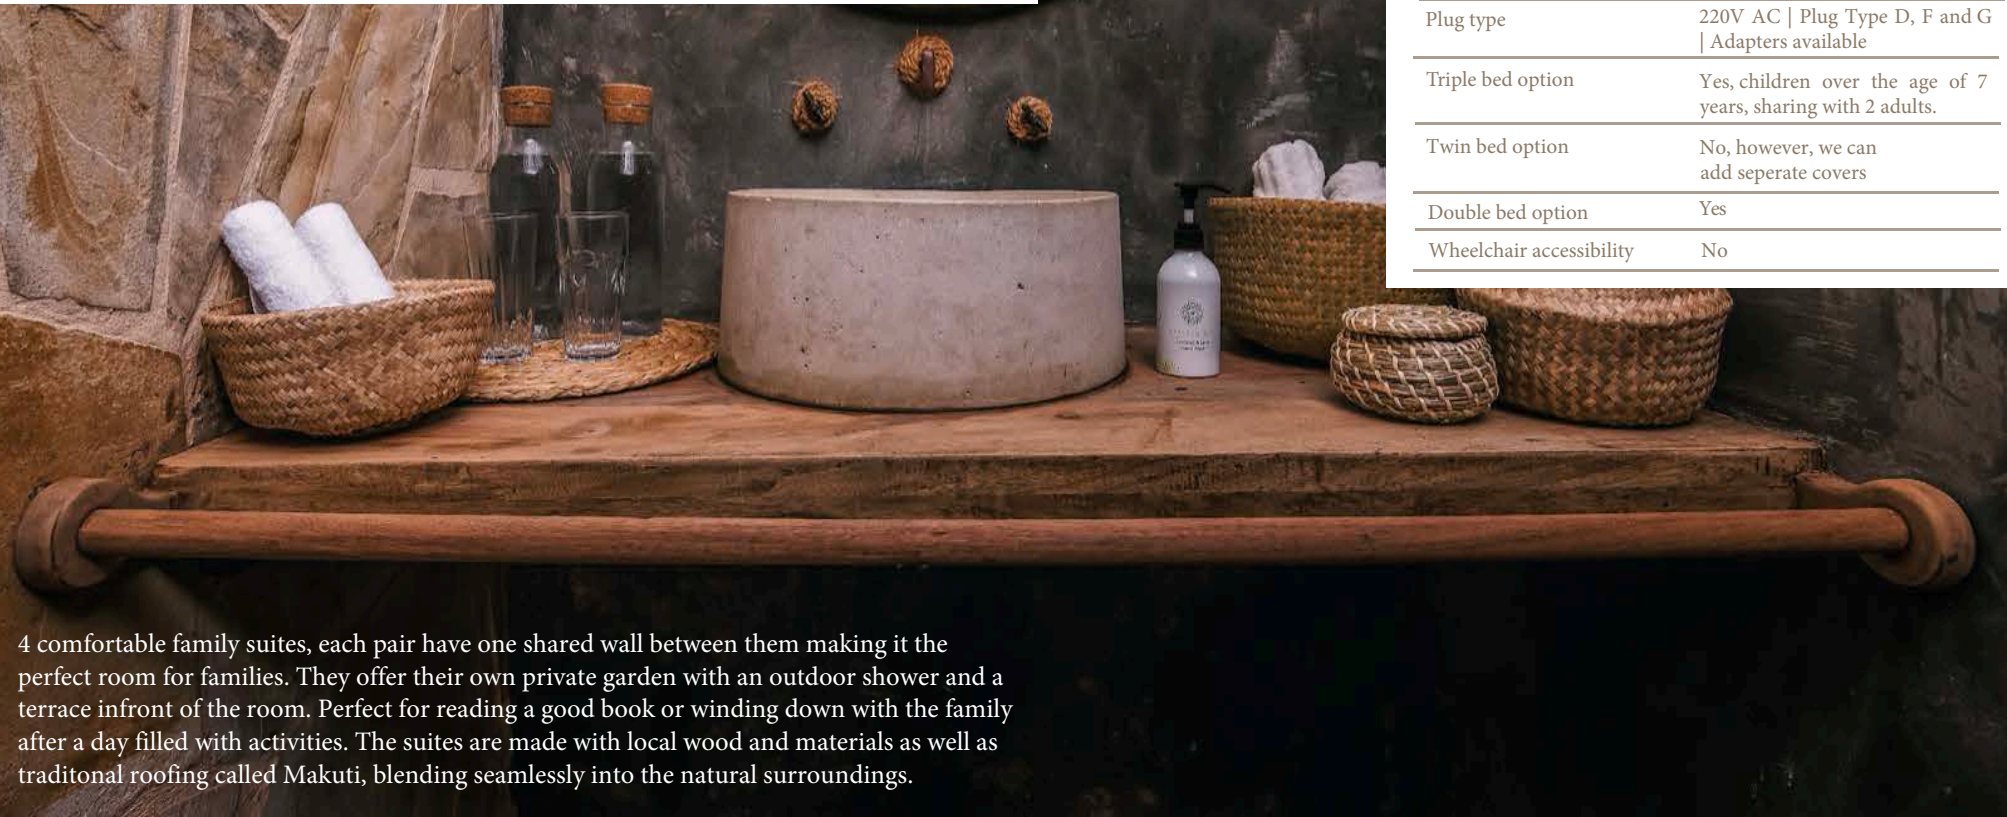 Plug type
220V AC | Plug Type D, F and G
| Adapters available
Triple bed option
Yes, children over the age of 7
years, sharing with 2 adults.
Twin bed option
No, however, we can
add seperate covers
Double bed option
Yes
Wheelchair accessibility
No
4 comfortable family suites, each pair have one shared wall between them making it the
perfect room for families. They offer their own private garden with an outdoor shower and a
terrace infront of the room. Perfect for reading a good book or winding down with the family
after a day filled with activities. The suites are made with local wood and materials as well as
traditonal roofing called Makuti, blending seamlessly into the natural surroundings.